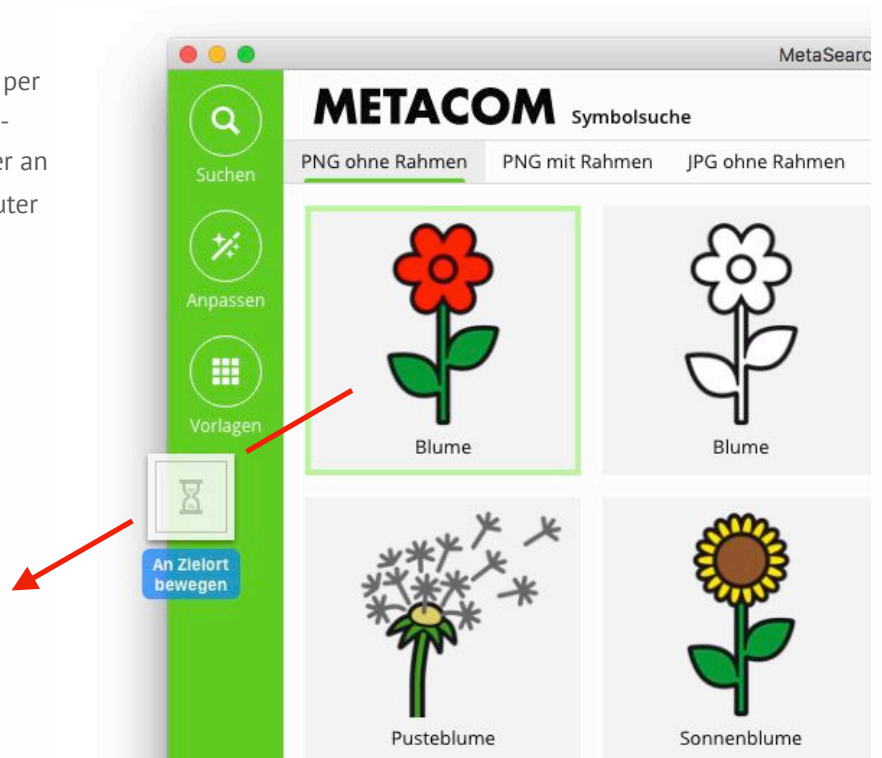 per
-
er an
uter
MetaSearc
Suchen
Anpassen
Vorlagen
An Zielort
bewegen
METACOM Symbolsuche
PNG ohne Rahmen PNG mit Rahmen JPG ohne Rahmen
Blume Blume
Pusteblume Sonnenblume